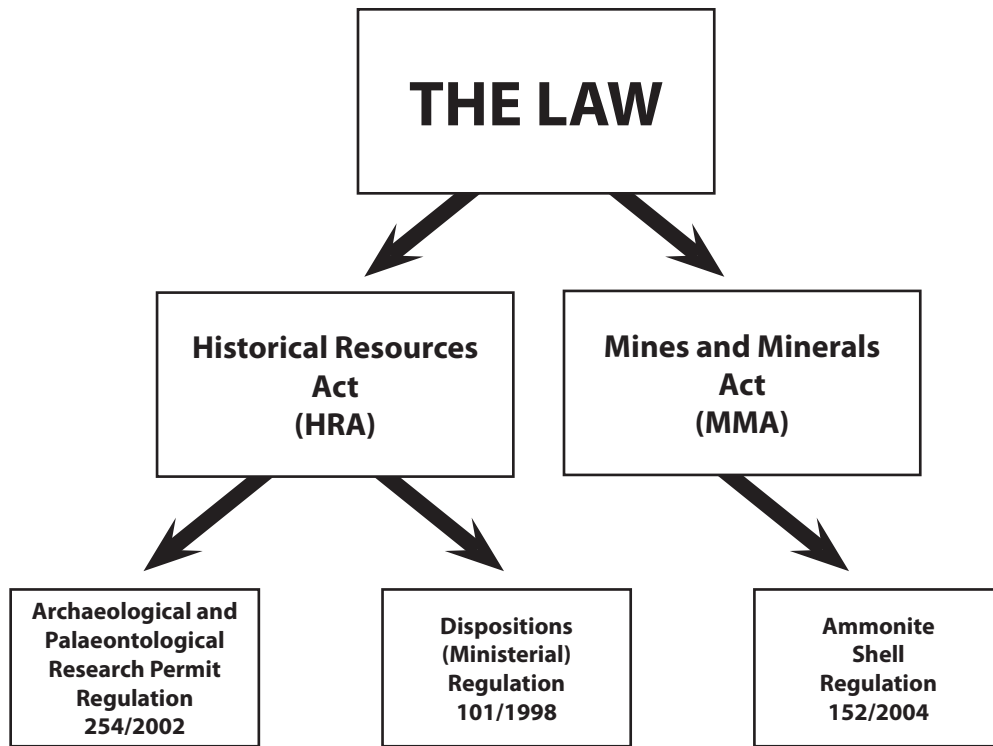 THE LAW
Historical Resources
Act
(HRA)
Mines and Minerals
Act
(MMA)
Archaeological and
Palaeontological
Research Permit
Regulation
254/2002
Dispositions
(Ministerial)
Regulation
101/1998
Ammonite
Shell
Regulation
152/2004